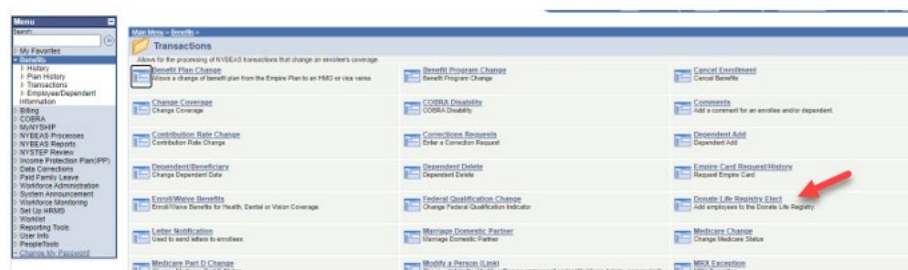 Menu
Search:
My Favorites
Benefits
History
Plan History
Transactions
Employee/Dependent
Information
Billing
COBRA
MyNYSHIP
NYBEAS Processes
NYBEAS Reports
NYSTEP Review
Income Protection Plan(IPP)
Data Corrections
Paid Family Leave
Workforce Administration
System Announcement
Workforce Monitoring
Set Up HRMS
Worklist
Reporting Tools
User Info
PeopleTools
Change My Password
Main Menu > Benefits >
Transactions
Allows for the processing of NYBEAS transactions that change an enrollee's coverage.
Benefit Plan Change
Allows a change of benefit plan from the Empire Plan to an HMO or vice versa.
Benefit Program Change
Benefit Program Change
Cancel Enrollment
Cancel Benefits
Change Coverage
Change Coverage
COBRA Disability
COBRA Disability
Comments
Add a comment for an enrollee and/or dependent.
Contribution Rate Change
Contribution Rate Change
Corrections Requests
Enter a Correction Request
Dependent Add
Dependent Add
Dependent/Beneficiary
Change Dependent Data
Dependent Delete
Dependent Delete
Empire Card Request/History
Request Empire Card
Enroll/Waive Benefits
Enroll/Waive Benefits for Health, Dental or Vision Coverage.
Federal Qualification Change
Change Federal Qualification Indicator
Donate Life Registry Elect
Add employees to the Donate Life Registry
Letter Notification
Used to send letters to enrollees
Marriage Domestic Partner
Marriage Domestic Partner
Medicare Change
Change Medicare Status
Medicare Part D Change
Modify a Person (Link)
MRX Exception